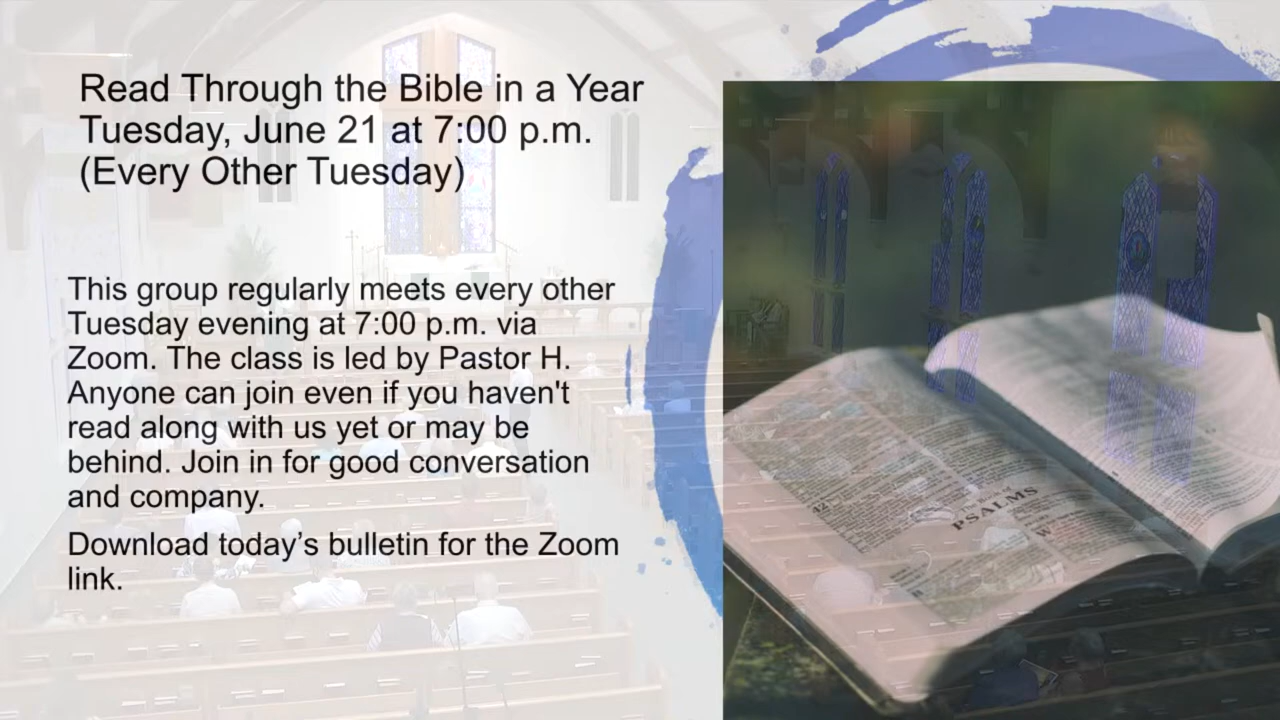 Read Through the Bible in a Year
Tuesday, June 21 at 7:00 p.m.
(Every Other Tuesday)
This group regularly meets every other
Tuesday evening at 7:00 p.m. via
Zoom. The class is led by Pastor H.
Anyone can join even if you haven't
read along with us yet or may be
behind. Join in for good conversation
and company.
Download today’s bulletin for the Zoom
link.
42
PSALMS